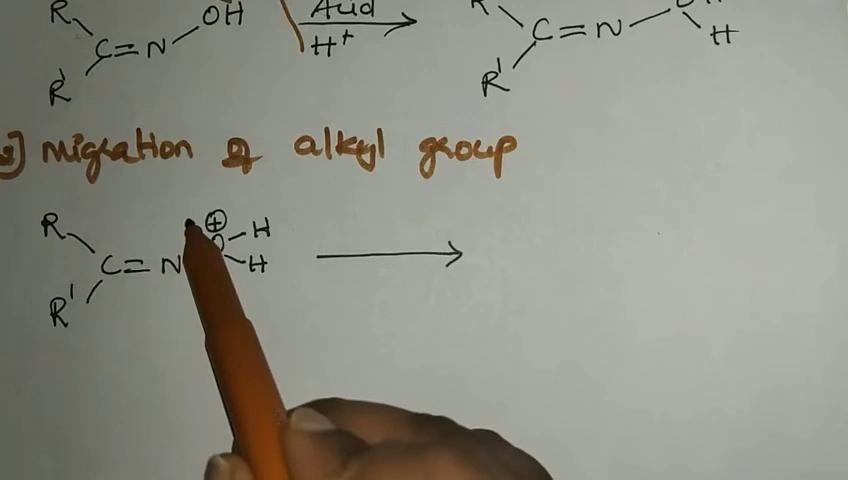 R OH Acid R H
C=N H+ C=N H
R' R'
Migration of alkyl group
R ⊕ H
C=N O H
R'